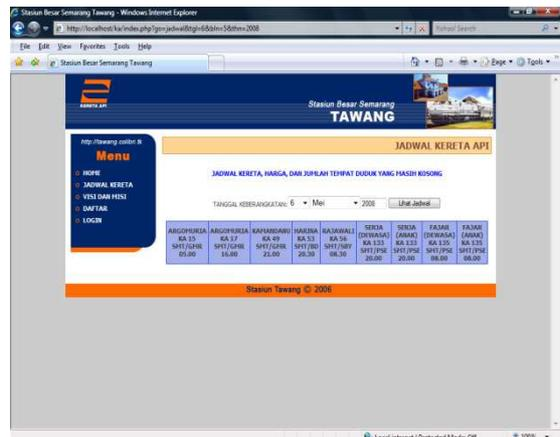 Stasiun Besar Semarang Tawang - Windows Internet Explorer
http://localhost/ka/index.php?go=jadwal&tgl=6&bln=5&thn=2008
Yahoo! Search
File Edit View Favorites Tools Help
Stasiun Besar Semarang Tawang
Page Tools
KERETA API
Stasiun Besar Semarang
TAWANG
http://tawang.colibri.tk
Menu
HOME
JADWAL KERETA
VISI DAN MISI
DAFTAR
LOGIN
JADWAL KERETA API
JADWAL KERETA, HARGA, DAN JUMLAH TEMPAT DUDUK YANG MASIH KOSONG
TANGGAL KEBERANGKATAN: 6 Mei 2008 Lihat Jadwal
ARGOMURIA KA 15 SMT/GMR 05.00
ARGOMURIA KA 17 SMT/GMR 16.00
KAMANDANU KA 49 SMT/GMR 21.00
HARINA KA 53 SMT/BD 20.30
RAJAWALI KA 56 SMT/SBY 08.30
SENJA (DEWASA) KA 133 SMT/PSE 20.00
SENJA (ANAK) KA 133 SMT/PSE 20.00
FAJAR (DEWASA) KA 135 SMT/PSE 08.00
FAJAR (ANAK) KA 135 SMT/PSE 08.00
Stasiun Tawang © 2006
100%